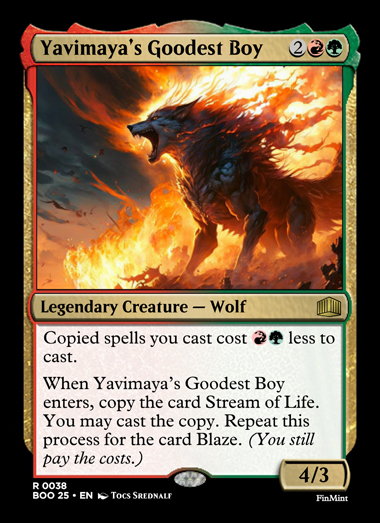 Yavimaya's Goodest Boy 2
Legendary Creature — Wolf
Copied spells you cast cost less to
cast.
When Yavimaya's Goodest Boy
enters, copy the card Stream of Life.
You may cast the copy. Repeat this
process for the card Blaze. (You still
pay the costs.)
4/3
R 0038
BOO 25 • EN Tocs Srednalf
FinMint